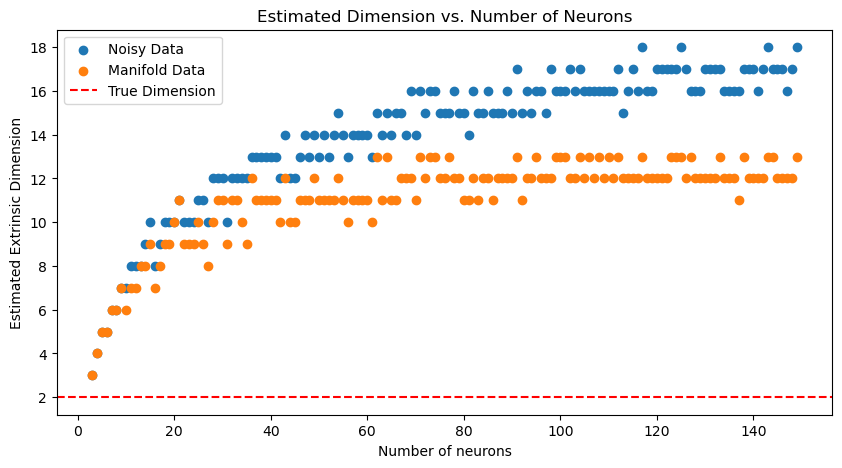 Estimated Dimension vs. Number of Neurons
Noisy Data
Manifold Data
True Dimension
Estimated Extrinsic Dimension
18
16
14
12
10
8
6
4
2
0
20
40
60
80
100
120
140
Number of neurons